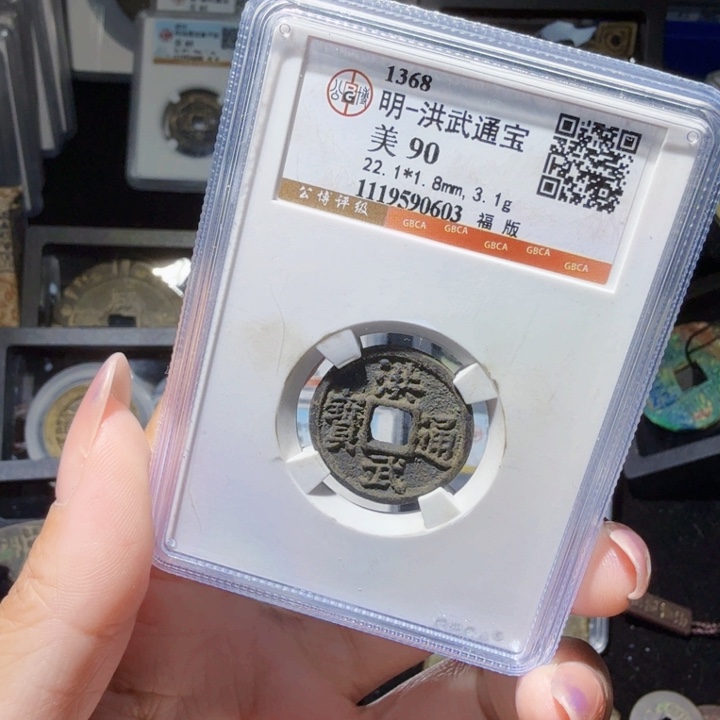 1368
明-洪武通宝
美 90
22.1*1.8mm, 3.1g
1119590603 福 版
公博评级 GBCA GBCA GBCA GBCA GBCA
洪
寶 通
武